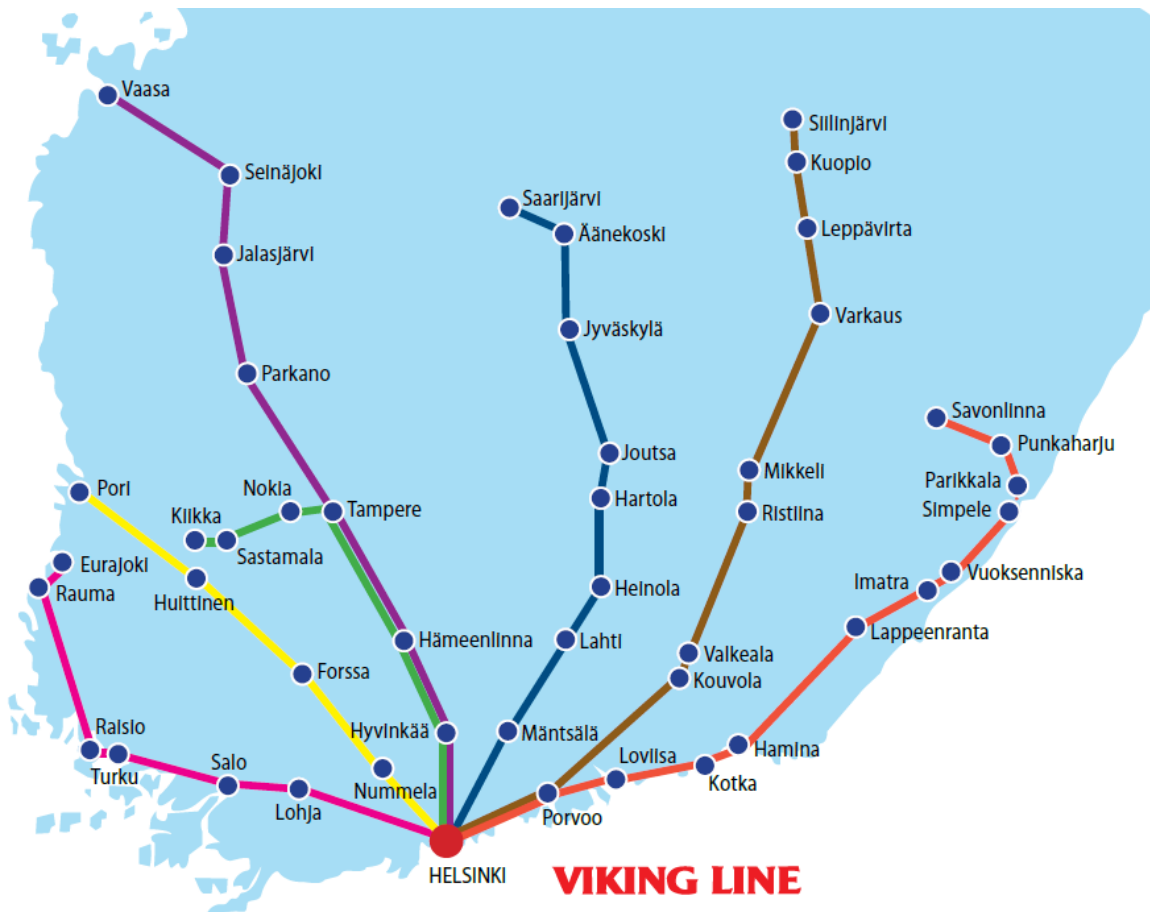 Vaasa
Seinäjoki
Jalasjärvi
Parkano
Siilinjärvi
Kuopio
Leppävirta
Varkaus
Saarijärvi
Äänekoski
Jyväskylä
Joutsa
Hartola
Heinola
Lahti
Mäntsälä
Mikkeli
Ristiina
Valkeala
Kouvola
Savonlinna
Punkaharju
Parikkala
Simpele
Vuoksenniska
Imatra
Lappeenranta
Hamina
Kotka
Loviisa
Porvoo
Pori
Huittinen
Forssa
Nummela
Nokia
Tampere
Kiikka
Sastamala
Hämeenlinna
Hyvinkää
Eurajoki
Rauma
Raisio
Turku
Salo
Lohja
HELSINKI
VIKING LINE